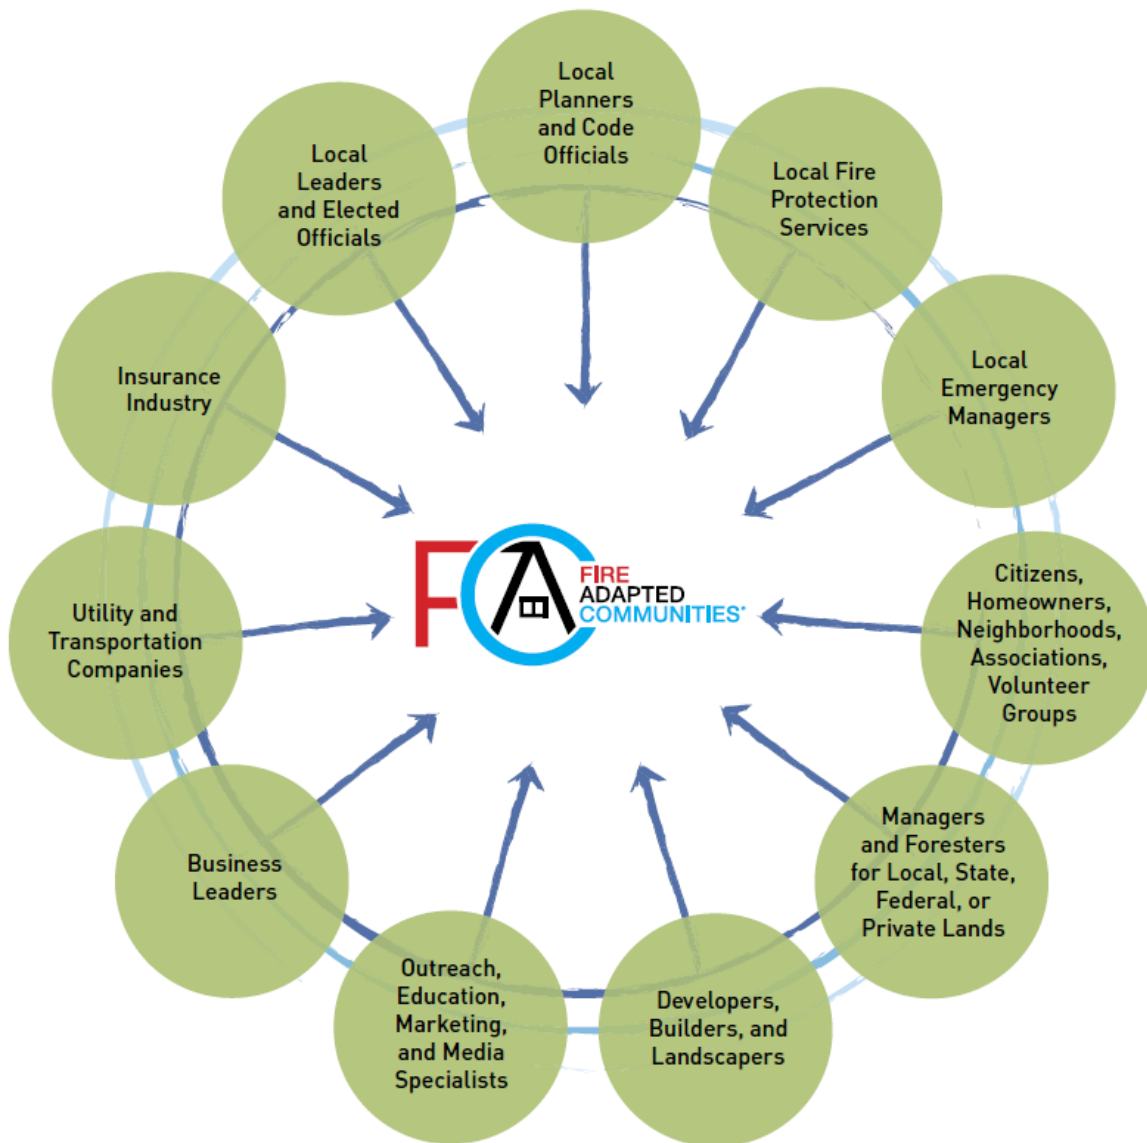 Local
Planners
and Code
Officials
Local Fire
Protection
Services
Local
Emergency
Managers
Citizens,
Homeowners,
Neighborhoods,
Associations,
Volunteer
Groups
Managers
and Foresters
for Local, State,
Federal, or
Private Lands
Developers,
Builders, and
Landscapers
Outreach,
Education,
Marketing,
and Media
Specialists
Business
Leaders
Utility and
Transportation
Companies
Insurance
Industry
Local
Leaders
and Elected
Officials
FAC
FIRE
ADAPTED
COMMUNITIES